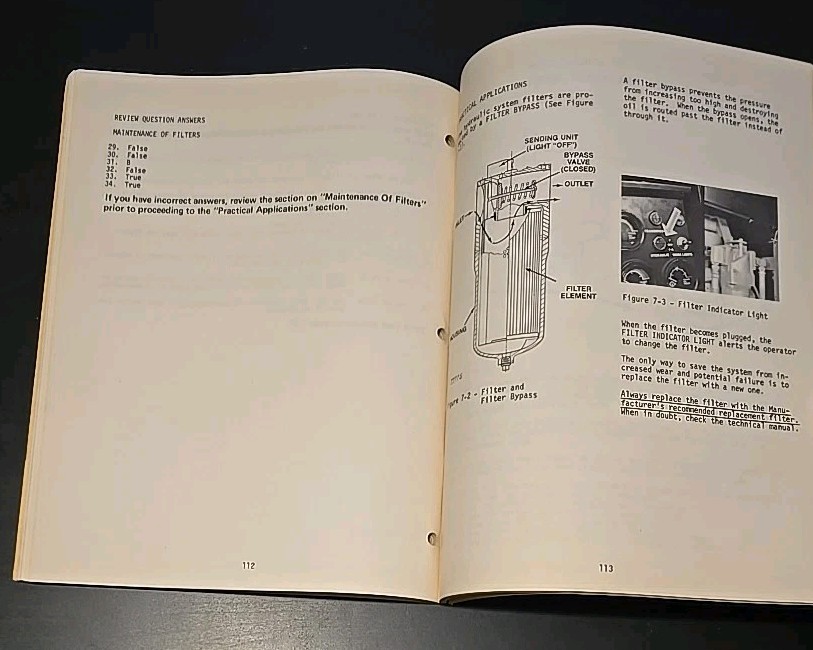 REVIEW QUESTION ANSWERS
MAINTENANCE OF FILTERS
29. False
30. False
31. B
32. False
33. True
34. True
If you have incorrect answers, review the section on "Maintenance Of Filters"
prior to proceeding to the "Practical Applications" section.
112
APPLICATIONS
hydraulic system filters are pro-
by a FILTER BYPASS (See Figure
SENDING UNIT
(LIGHT "OFF")
BYPASS
VALVE
(CLOSED)
OUTLET
FILTER
ELEMENT
7-2 - Filter and
Filter Bypass
A filter bypass prevents the pressure
from increasing too high and destroying
the filter. When the bypass opens, the
oil is routed past the filter instead of
through it.
Figure 7-3 - Filter Indicator Light
When the filter becomes plugged, the
FILTER INDICATOR LIGHT alerts the operator
to change the filter.
The only way to save the system from in-
creased wear and potential failure is to
replace the filter with a new one.
Always replace the filter with the Manu-
facturer's recommended replacement filter.
When in doubt, check the technical manual.
113